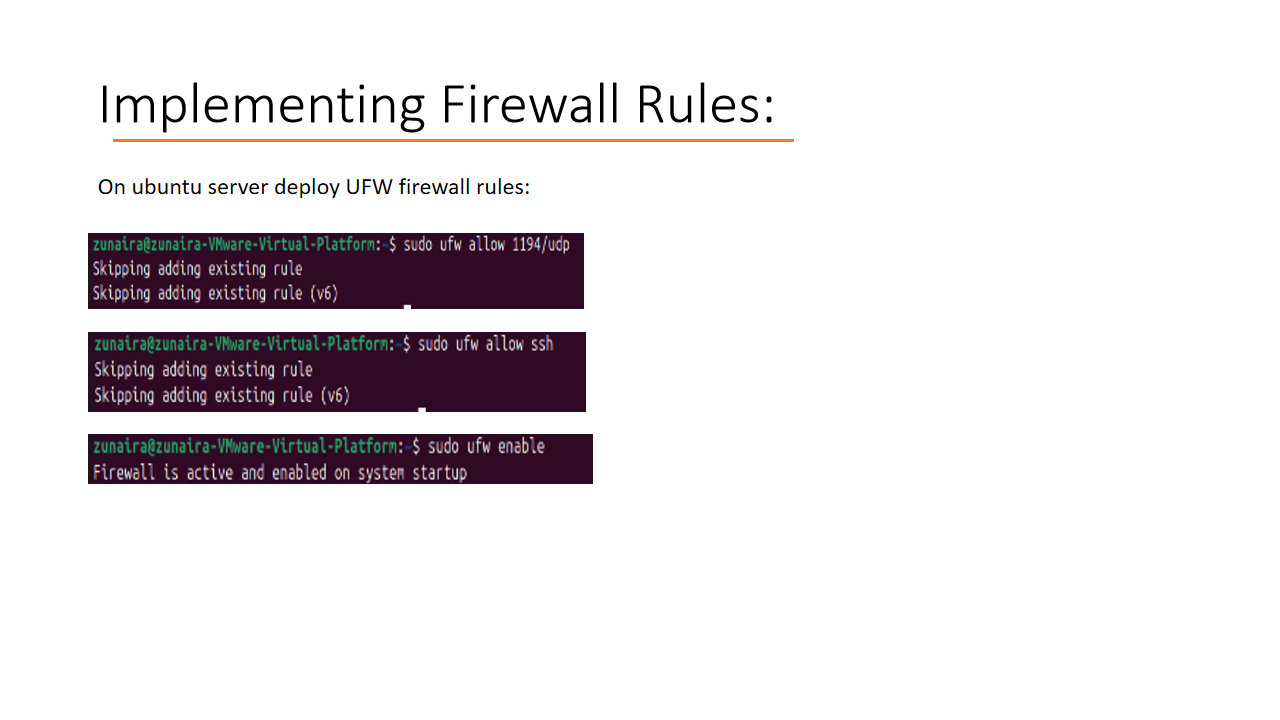 Implementing Firewall Rules:
On ubuntu server deploy UFW firewall rules:
zunaira@zunaira-VMware-Virtual-Platform:~$ sudo ufw allow 1194/udp
Skipping adding existing rule
Skipping adding existing rule (v6)
zunaira@zunaira-VMware-Virtual-Platform:~$ sudo ufw allow ssh
Skipping adding existing rule
Skipping adding existing rule (v6)
zunaira@zunaira-VMware-Virtual-Platform:~$ sudo ufw enable
Firewall is active and enabled on system startup